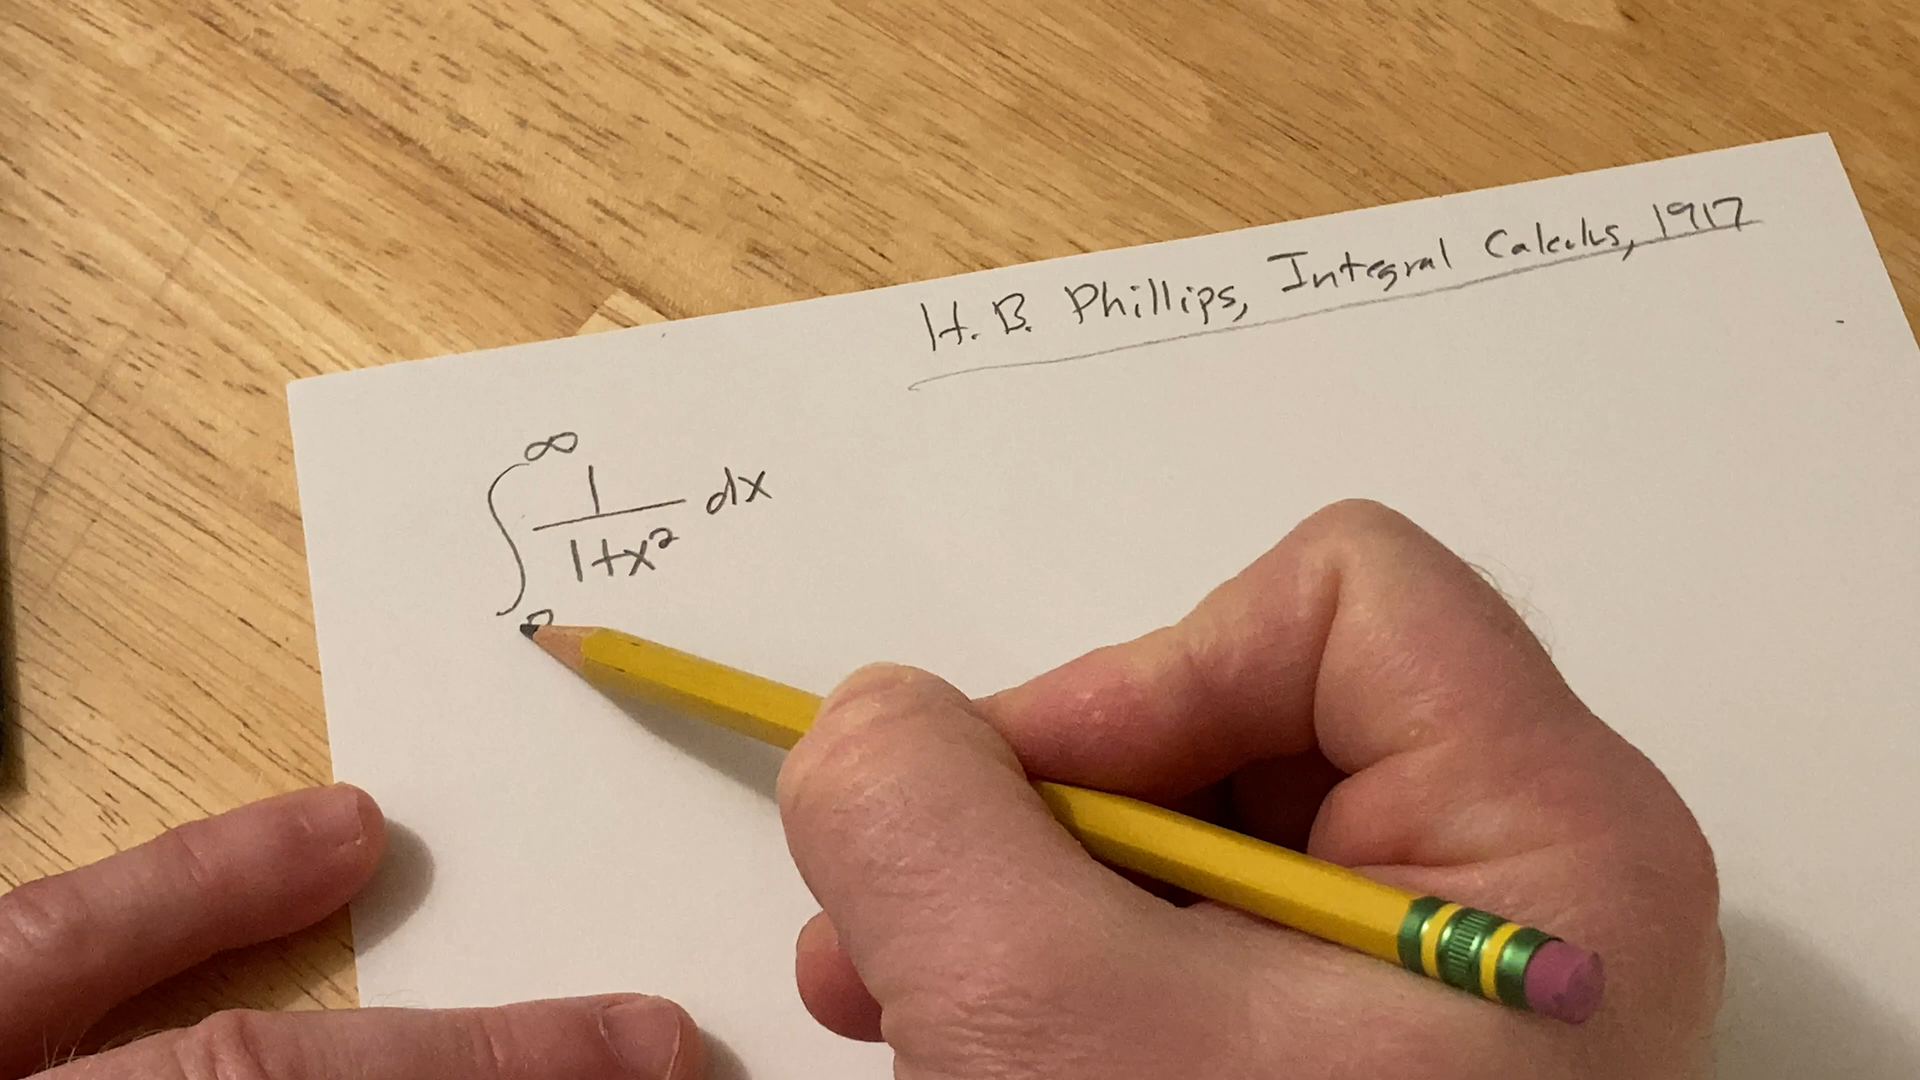 H. B. Phillips, Integral Calculus, 1917
∞
∫ 1/(1+x²) dx